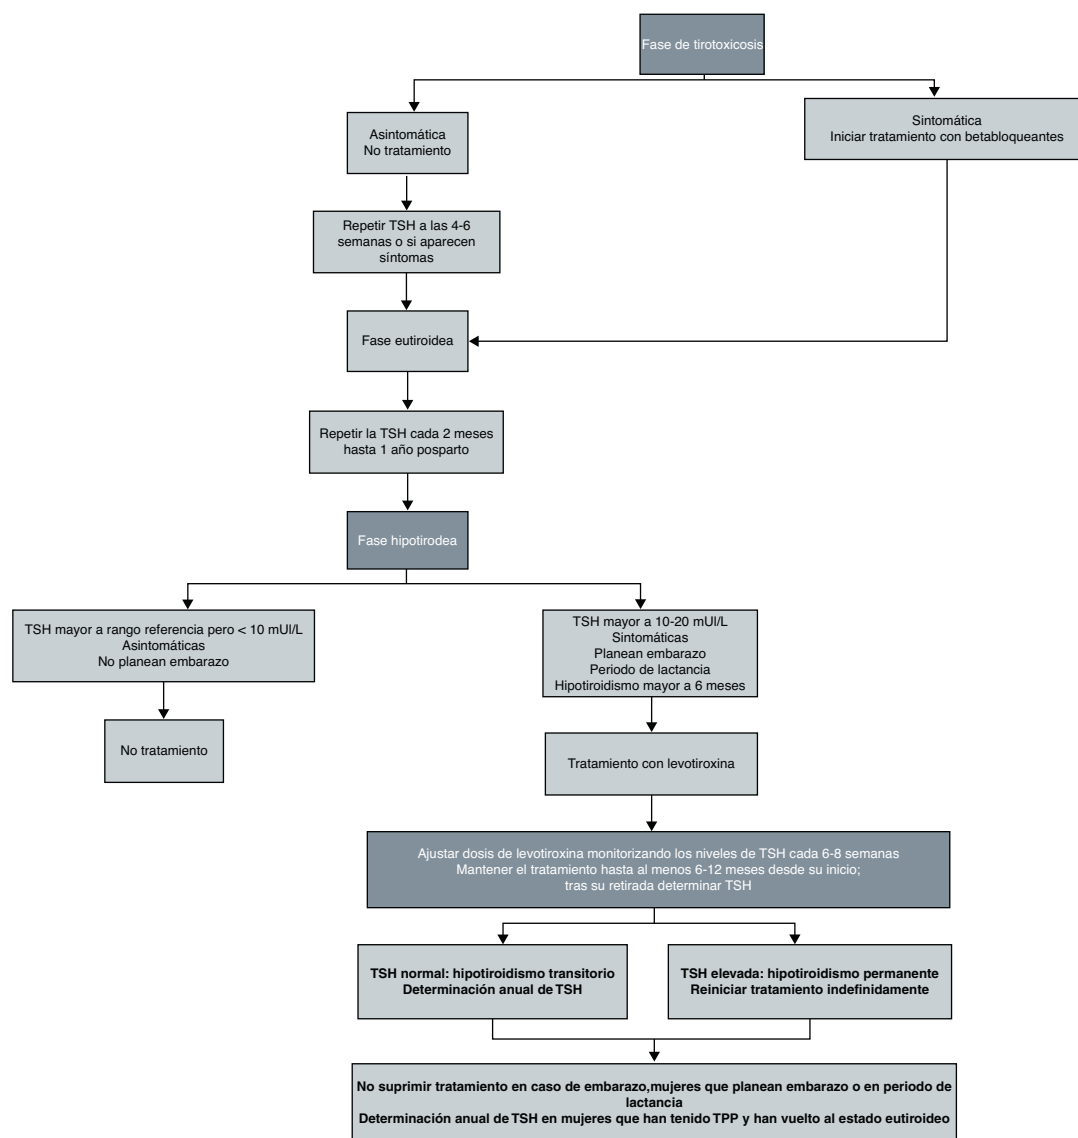 Fase de tirotoxicosis
Asintomática
No tratamiento
Sintomática
Iniciar tratamiento con betabloqueantes
Repetir TSH a las 4-6
semanas o si aparecen
síntomas
Fase eutiroidea
Repetir la TSH cada 2 meses
hasta 1 año posparto
Fase hipotirodea
TSH mayor a rango referencia pero < 10 mUI/L
Asintomáticas
No planean embarazo
TSH mayor a 10-20 mUI/L
Sintomáticas
Planean embarazo
Periodo de lactancia
Hipotiroidismo mayor a 6 meses
No tratamiento
Tratamiento con levotiroxina
Ajustar dosis de levotiroxina monitorizando los niveles de TSH cada 6-8 semanas
Mantener el tratamiento hasta al menos 6-12 meses desde su inicio;
tras su retirada determinar TSH
TSH normal: hipotiroidismo transitorio
Determinación anual de TSH
TSH elevada: hipotiroidismo permanente
Reiniciar tratamiento indefinidamente
No suprimir tratamiento en caso de embarazo,mujeres que planean embarazo o en periodo de
lactancia
Determinación anual de TSH en mujeres que han tenido TPP y han vuelto al estado eutiroideo